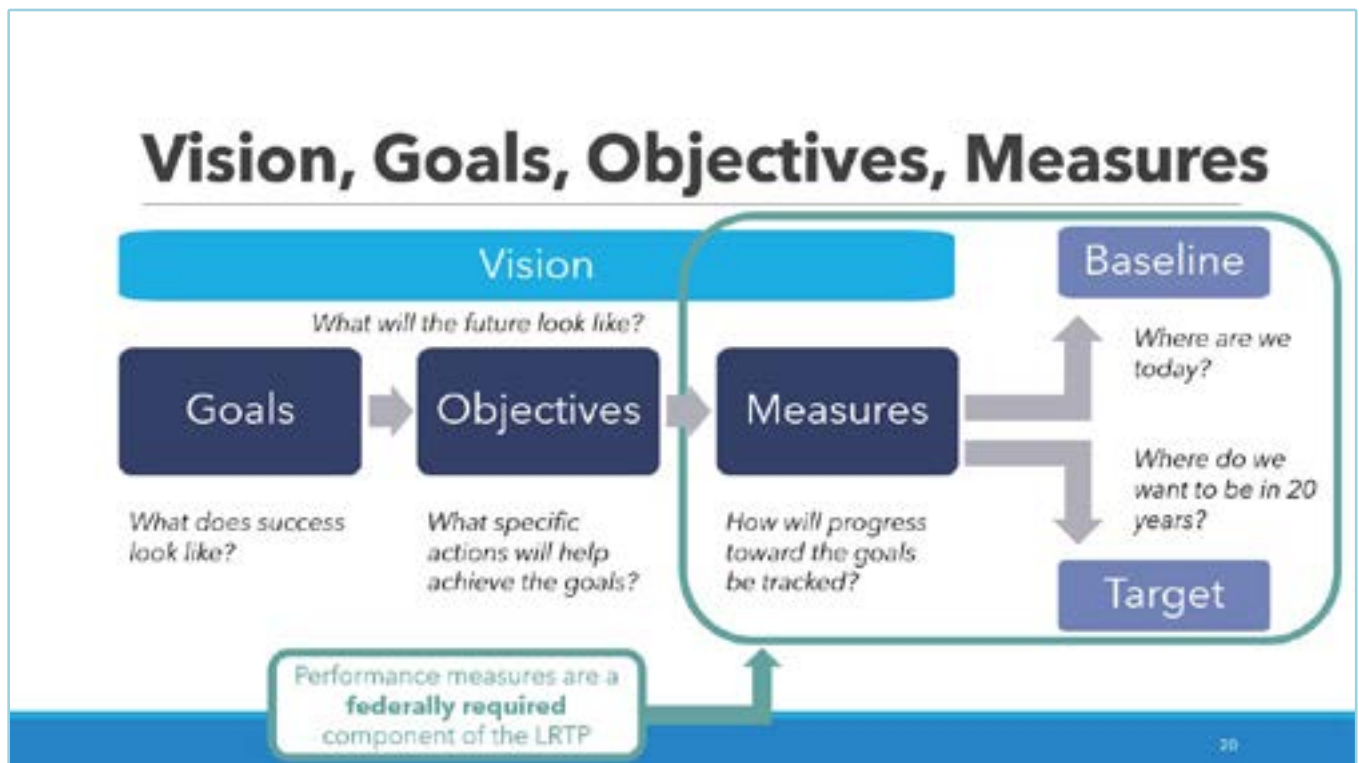 Vision, Goals, Objectives, Measures
Vision
What will the future look like?
Goals
What does success
look like?
Objectives
What specific
actions will help
achieve the goals?
Measures
How will progress
toward the goals
be tracked?
Baseline
Where are we
today?
Where do we
want to be in 20
years?
Target
Performance measures are a
federally required
component of the LRTP
20